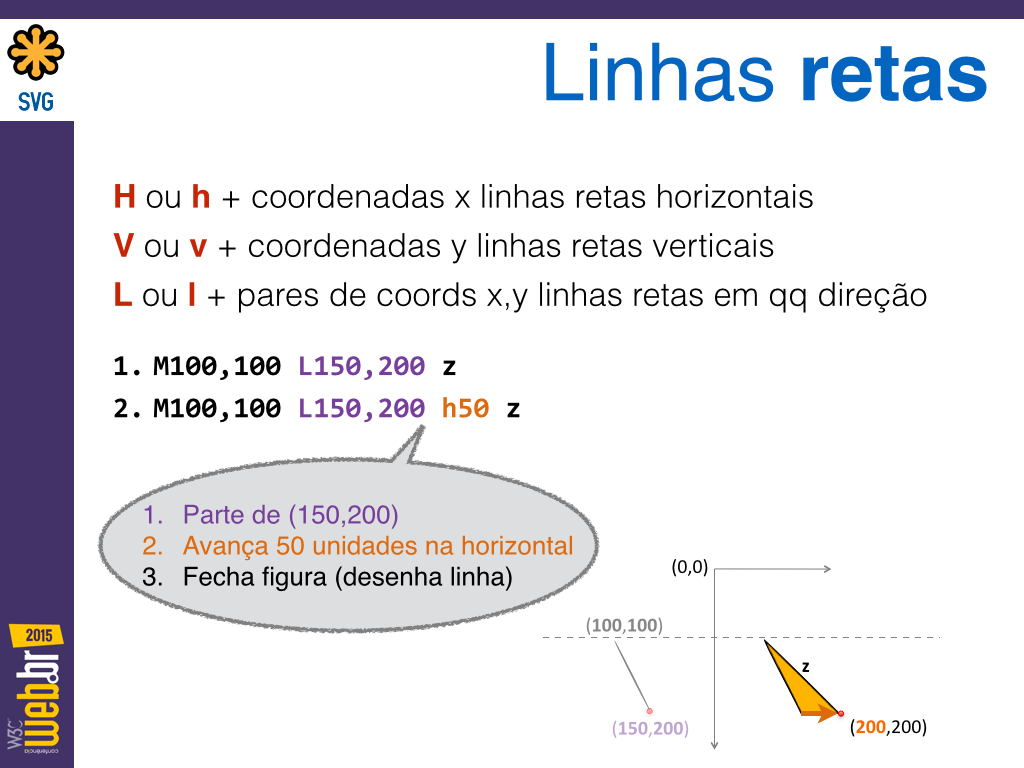 SVG
Linhas retas
H ou h + coordenadas x linhas retas horizontais
V ou v + coordenadas y linhas retas verticais
L ou l + pares de coords x,y linhas retas em qq direção
1. M100,100 L150,200 z
2. M100,100 L150,200 h50 z
1. Parte de (150,200)
2. Avança 50 unidades na horizontal
3. Fecha figura (desenha linha)
(0,0)
(100,100)
z
(150,200)
(200,200)
2015
W3C
conferência
web.br